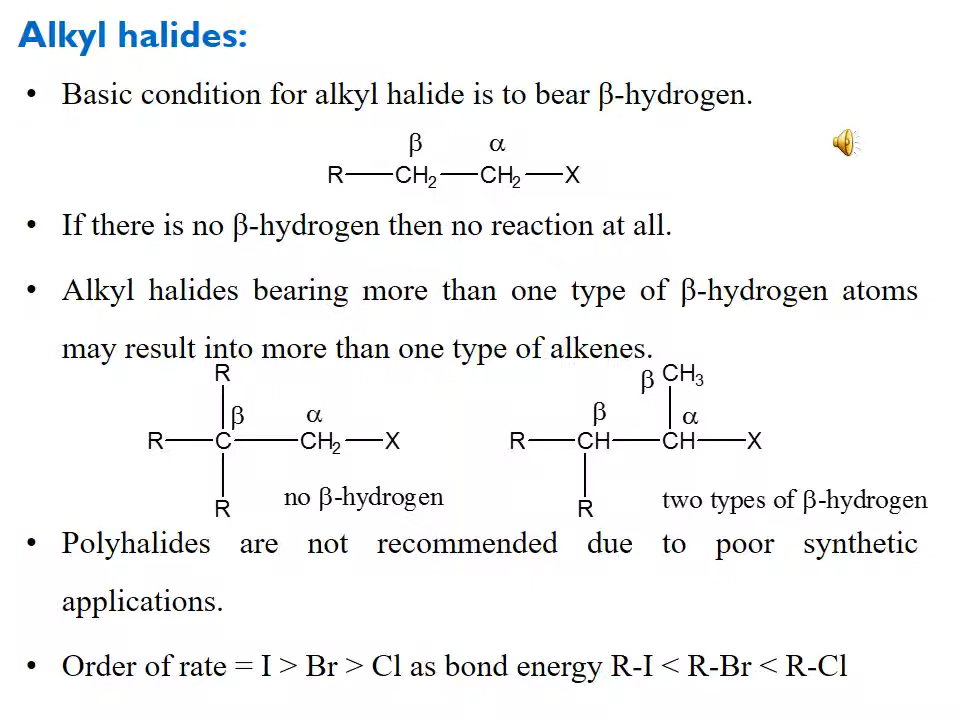 Alkyl halides:
• Basic condition for alkyl halide is to bear β-hydrogen.
β α
R CH2 CH2 X
• If there is no β-hydrogen then no reaction at all.
• Alkyl halides bearing more than one type of β-hydrogen atoms
may result into more than one type of alkenes.
R
β α
R C CH2 X
R
no β-hydrogen
β CH3
β α
R CH CH X
R
two types of β-hydrogen
• Polyhalides are not recommended due to poor synthetic
applications.
• Order of rate = I > Br > Cl as bond energy R-I < R-Br < R-Cl